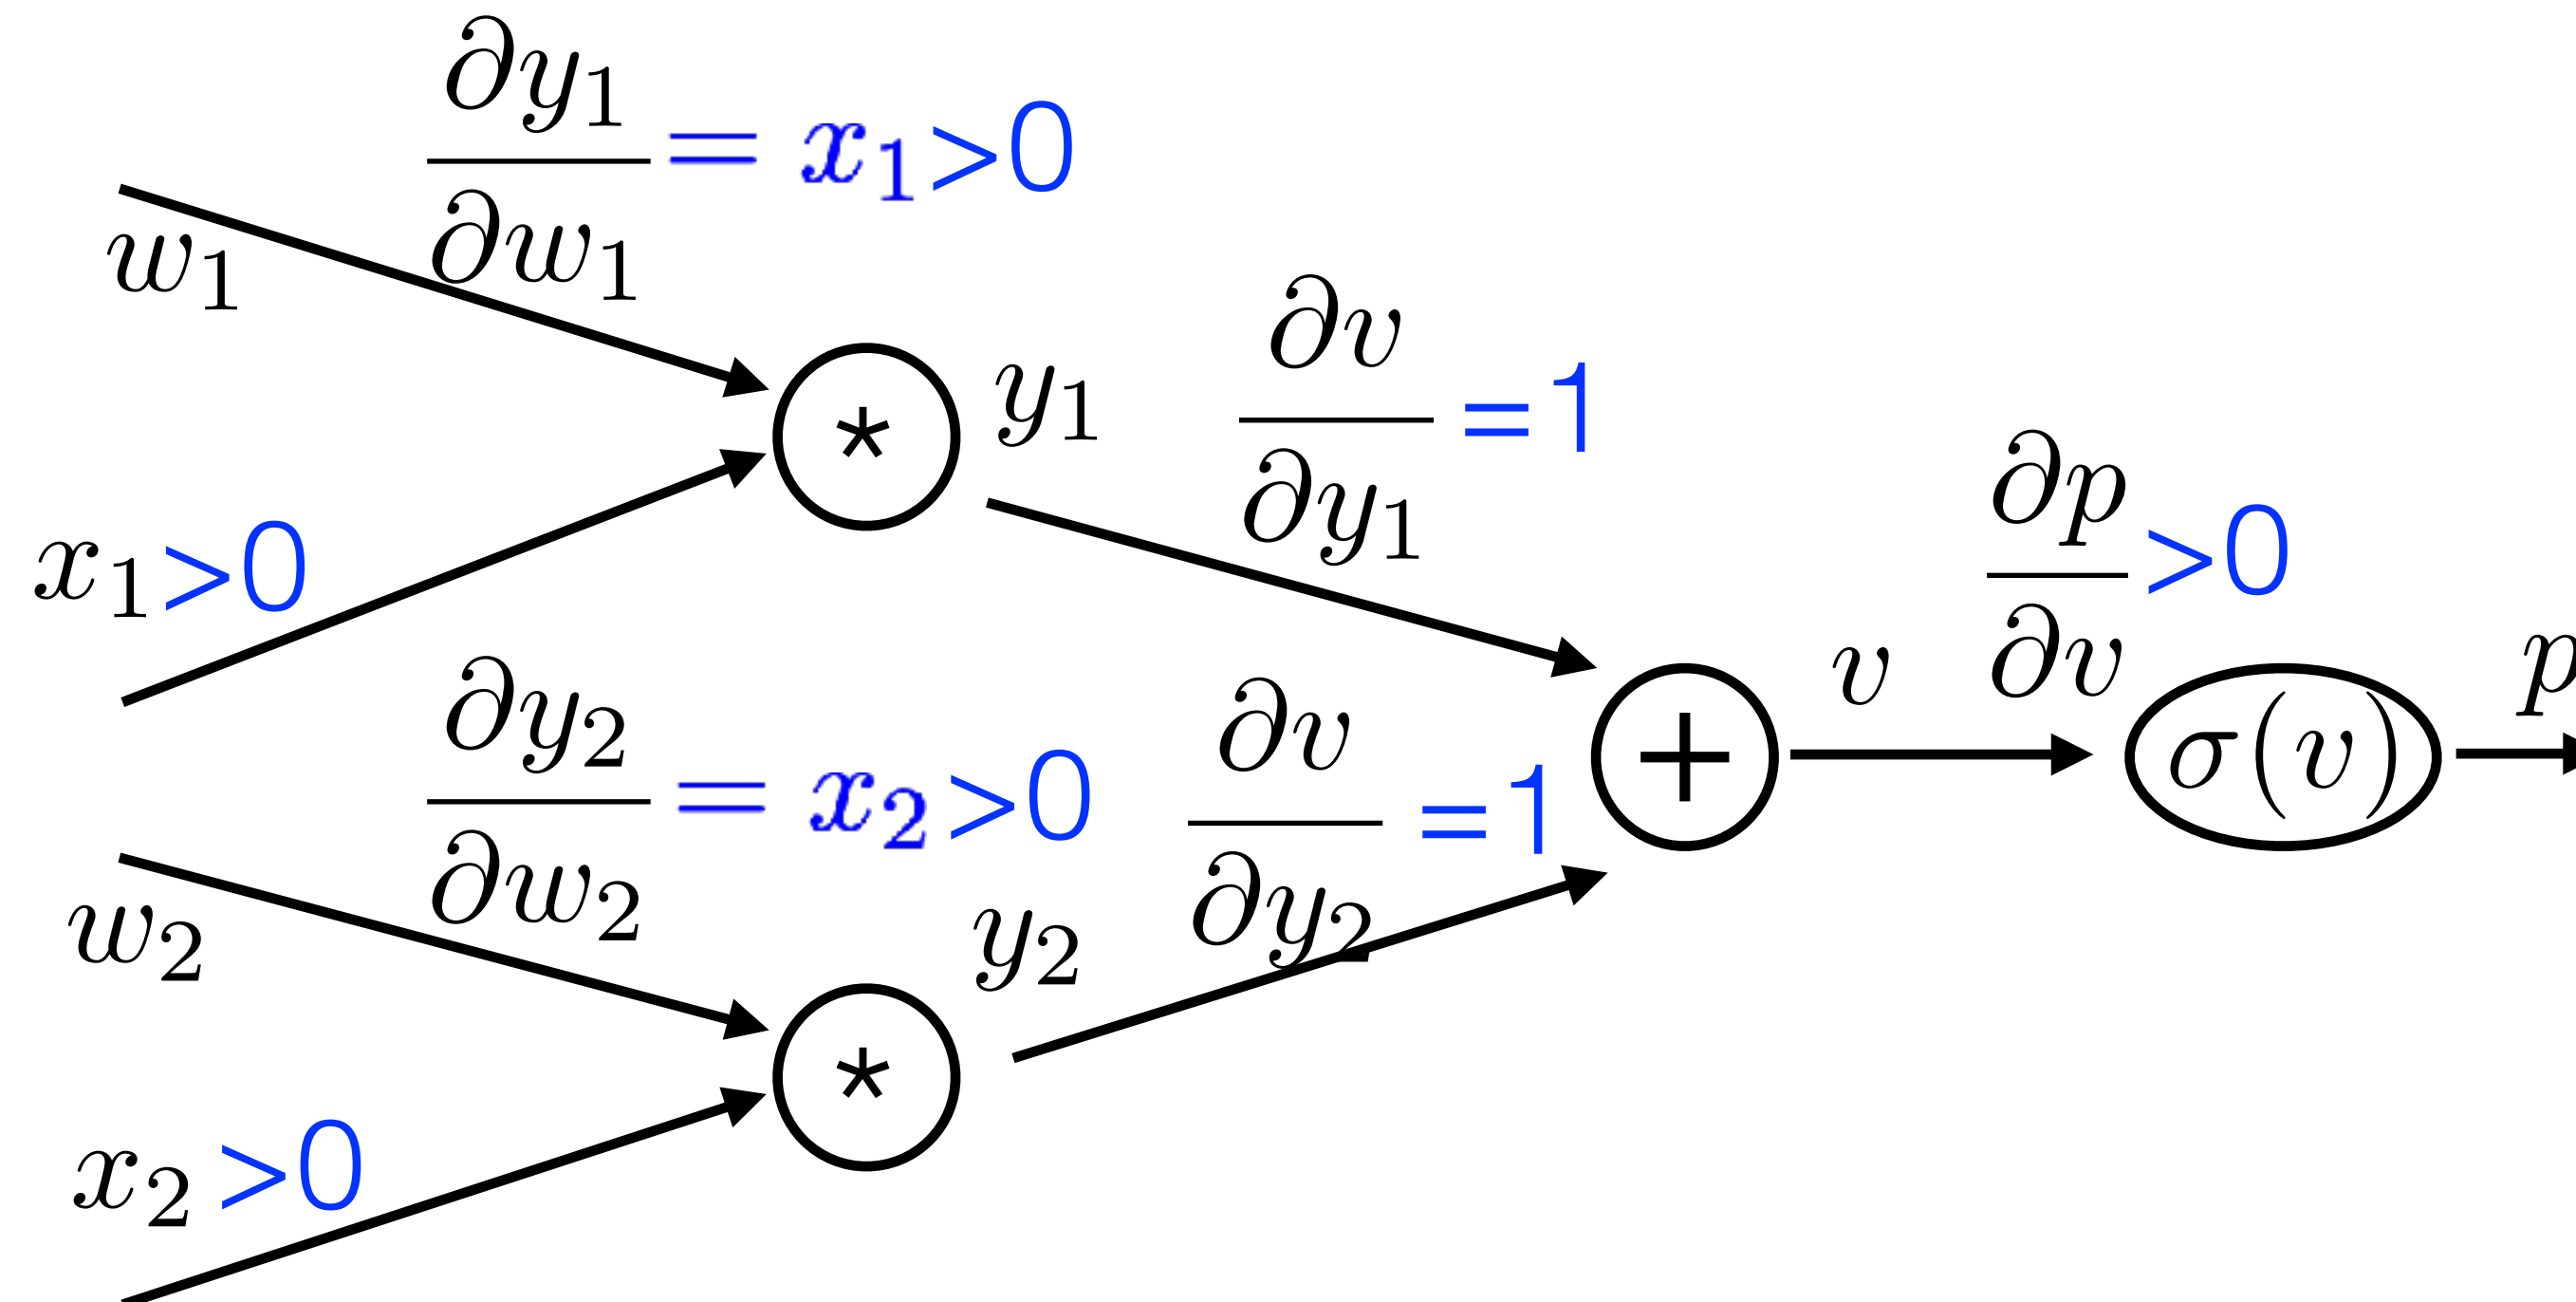 ∂y₁/∂w₁ = x₁>0
w₁
*
y₁
∂v/∂y₁ =1
x₁>0
∂p/∂v >0
∂y₂/∂w₂ = x₂>0
∂v/∂y₂ =1
+
v
σ(v)
p
w₂
y₂
*
x₂>0